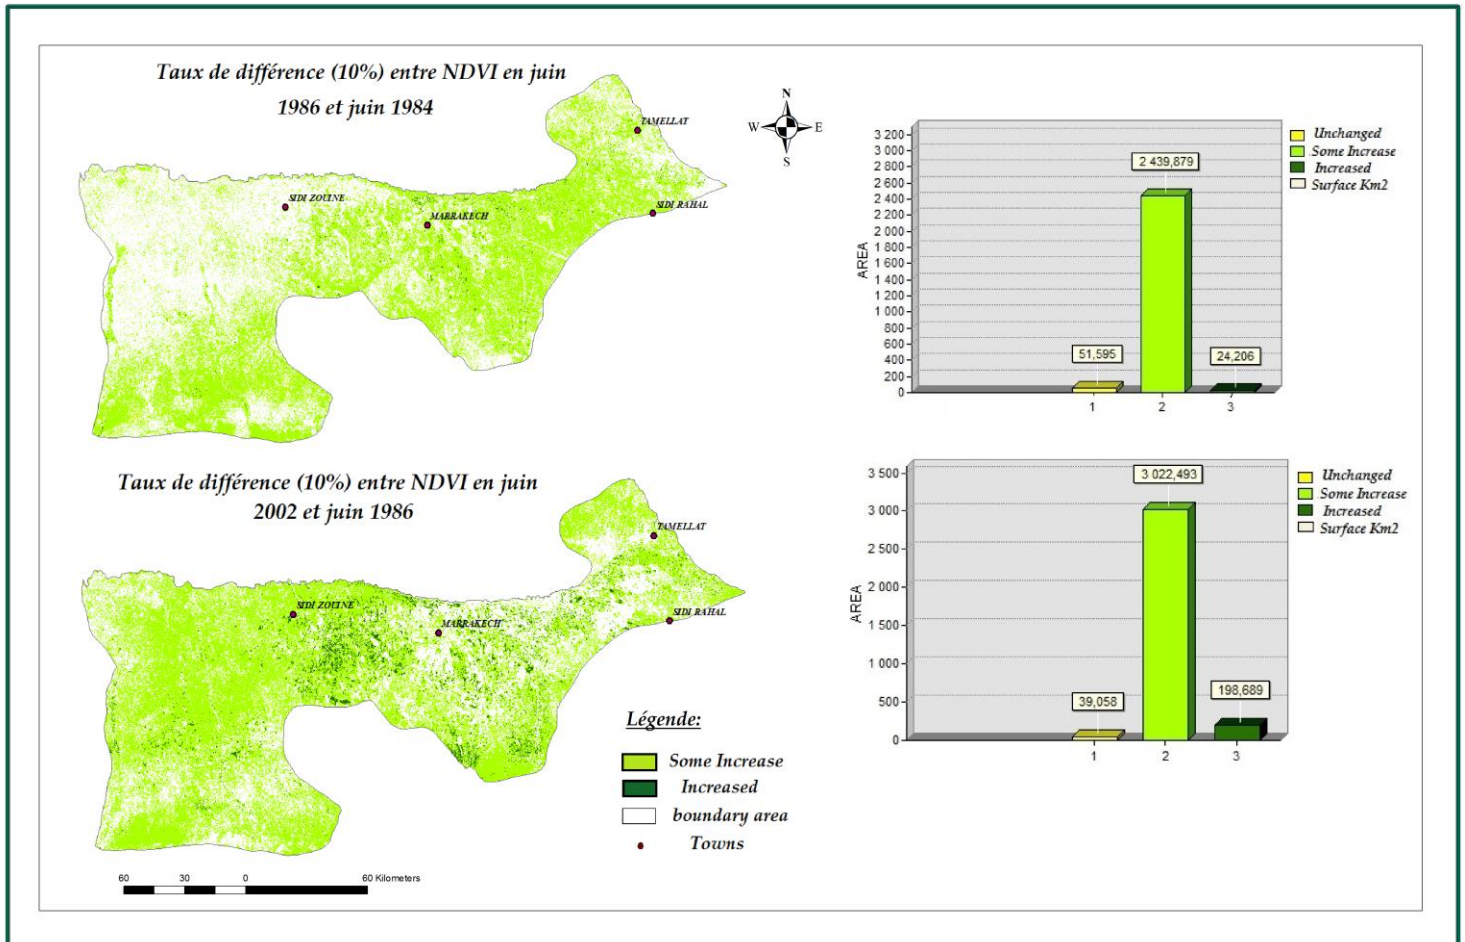 Taux de différence (10%) entre NDVI en juin
1986 et juin 1984
N
W E
S
TAMELLAT
SIDI ZOUINE
MARRAKECH
SIDI RAHAL
3 200
3 000
2 800
2 600
2 400
2 200
2 000
1 800
1 600
1 400
1 200
1 000
800
600
400
200
0
AREA
51,595
2 439,879
24,206
1 2 3
Unchanged
Some Increase
Increased
Surface Km2
Taux de différence (10%) entre NDVI en juin
2002 et juin 1986
TAMELLAT
SIDI ZOUINE
MARRAKECH
SIDI RAHAL
3 500
3 000
2 500
2 000
1 500
1 000
500
0
AREA
39,058
3 022,493
198,689
1 2 3
Unchanged
Some Increase
Increased
Surface Km2
Légende:
Some Increase
Increased
boundary area
Towns
60 30 0 60 Kilometers